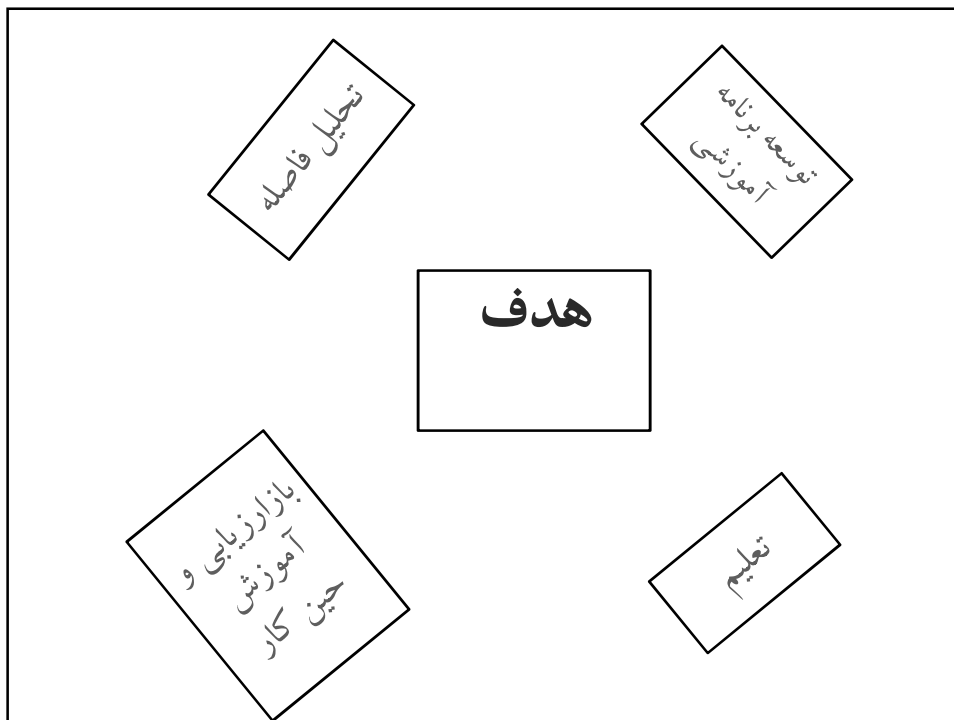 توسعه برنامه
آموزشی
تحلیل فاصله
هدف
بازارزیابی و
آموزش
حین کار
تعلیم